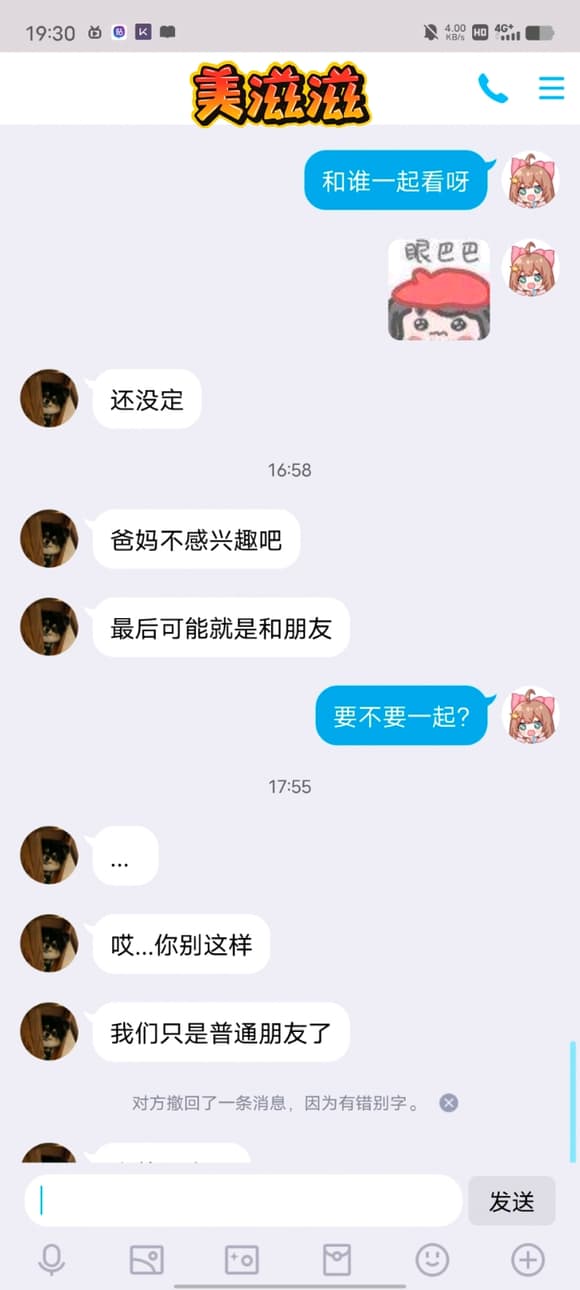 19:30
4.00
KB/s
HD
4G+
美滋滋
和谁一起看呀
眼巴巴
还没定
16:58
爸妈不感兴趣吧
最后可能就是和朋友
要不要一起?
17:55
...
哎...你别这样
我们只是普通朋友了
对方撤回了一条消息，因为有错别字。
发送